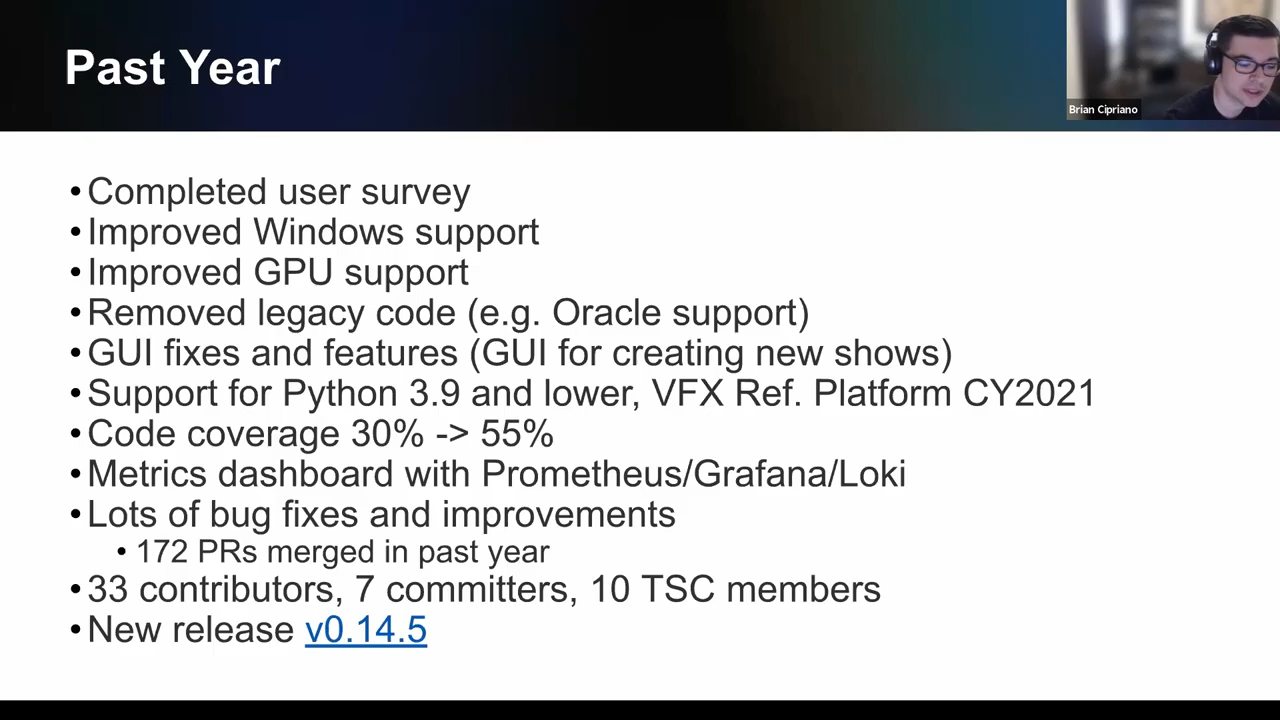 Past Year
Brian Cipriano
• Completed user survey
• Improved Windows support
• Improved GPU support
• Removed legacy code (e.g. Oracle support)
• GUI fixes and features (GUI for creating new shows)
• Support for Python 3.9 and lower, VFX Ref. Platform CY2021
• Code coverage 30% -> 55%
• Metrics dashboard with Prometheus/Grafana/Loki
• Lots of bug fixes and improvements
• 172 PRs merged in past year
• 33 contributors, 7 committers, 10 TSC members
• New release v0.14.5